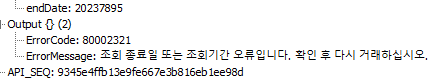 endDate: 20237895
Output {} (2)
ErrorCode: 80002321
ErrorMessage: 조회 종료일 또는 조회기간 오류입니다. 확인 후 다시 거래하십시오.
API_SEQ: 9345e4ffb13e9fe667e3b816eb1ee98d